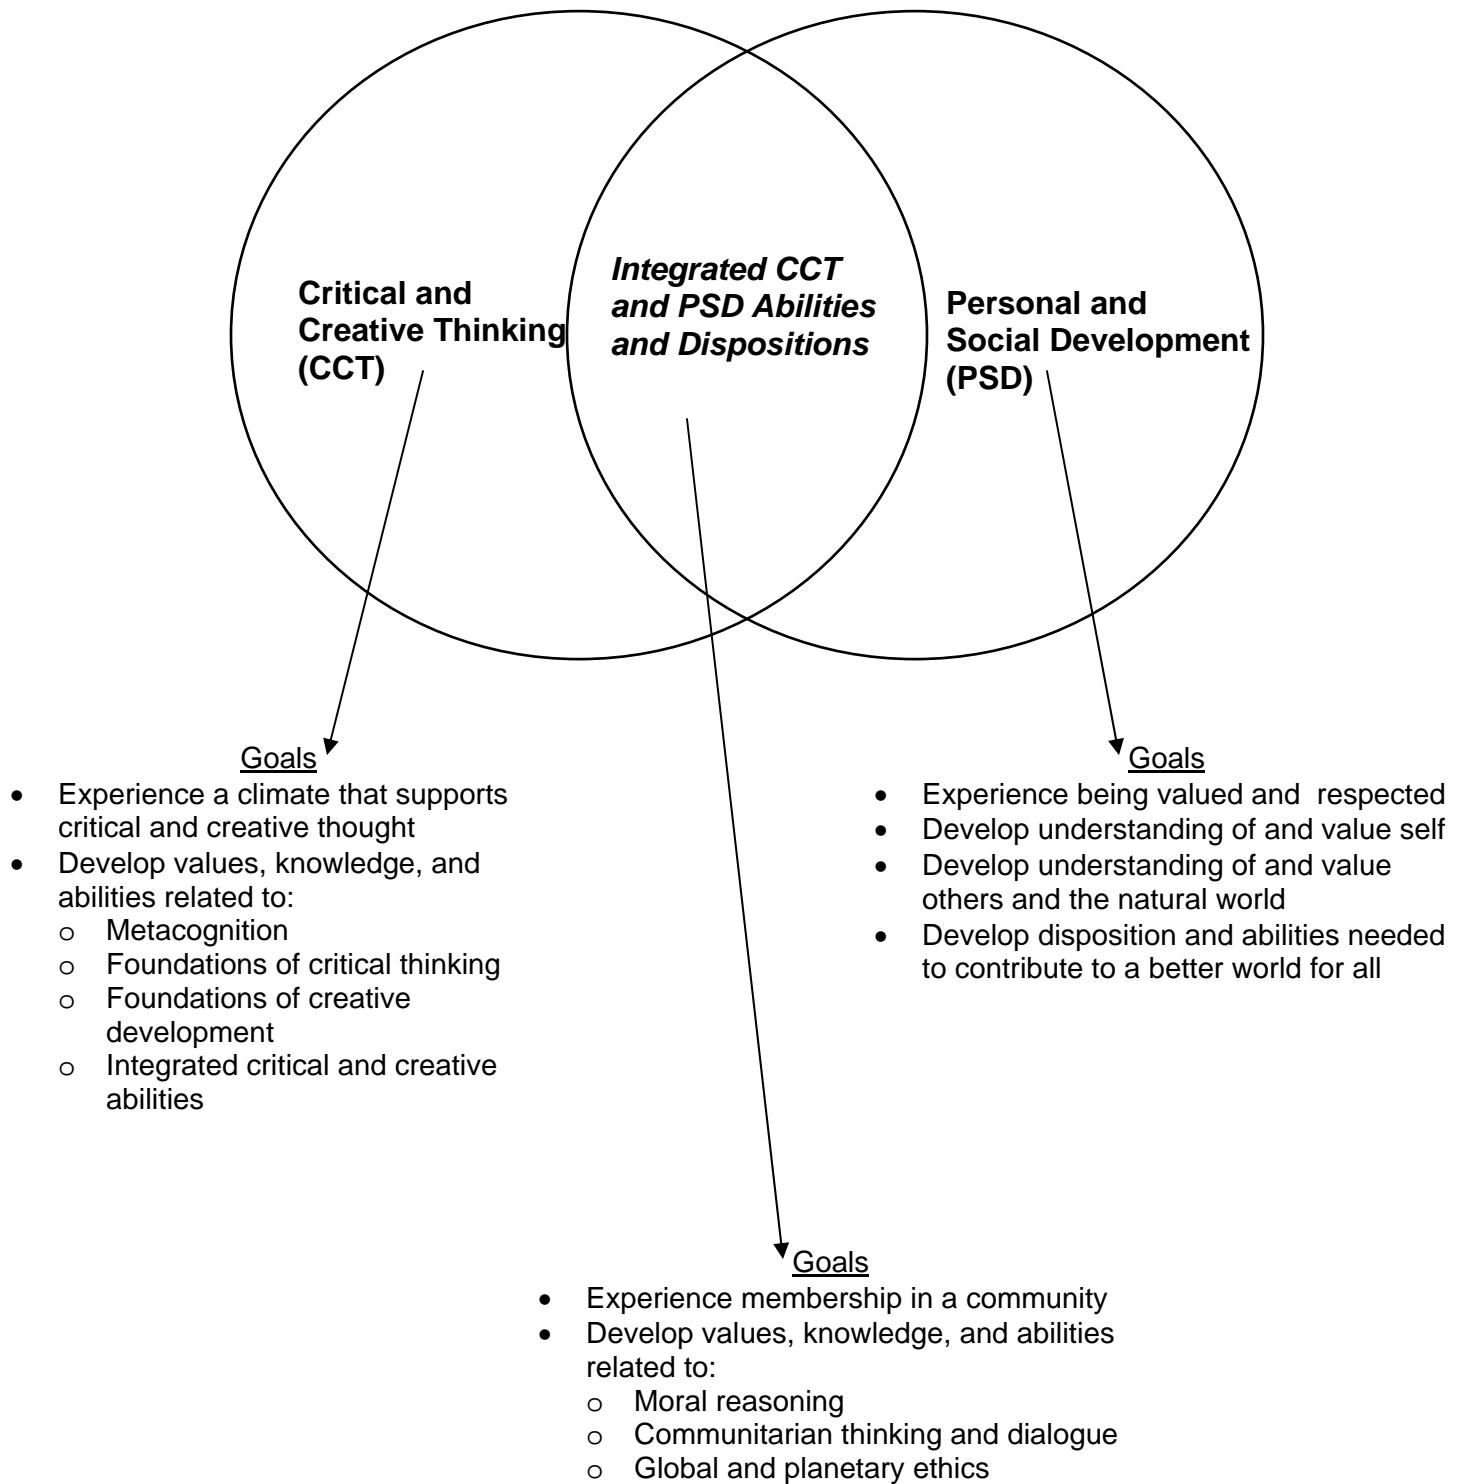 Critical and
Creative Thinking
(CCT)
Integrated CCT
and PSD Abilities
and Dispositions
Personal and
Social Development
(PSD)
Goals
• Experience a climate that supports
critical and creative thought
• Develop values, knowledge, and
abilities related to:
o Metacognition
o Foundations of critical thinking
o Foundations of creative
development
o Integrated critical and creative
abilities
Goals
• Experience being valued and  respected
• Develop understanding of and value self
• Develop understanding of and value
others and the natural world
• Develop disposition and abilities needed
to contribute to a better world for all
Goals
• Experience membership in a community
• Develop values, knowledge, and abilities
related to:
o Moral reasoning
o Communitarian thinking and dialogue
o Global and planetary ethics